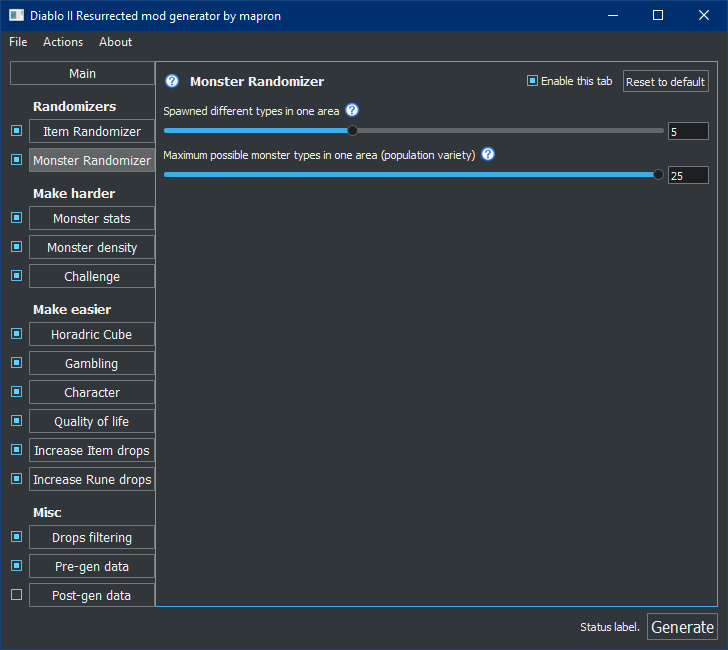 Diablo II Resurrected mod generator by mapron
File Actions About
Main
Randomizers
Item Randomizer
Monster Randomizer
Make harder
Monster stats
Monster density
Challenge
Make easier
Horadric Cube
Gambling
Character
Quality of life
Increase Item drops
Increase Rune drops
Misc
Drops filtering
Pre-gen data
Post-gen data
? Monster Randomizer
Enable this tab
Reset to default
Spawned different types in one area ?
5
Maximum possible monster types in one area (population variety) ?
25
Status label.
Generate